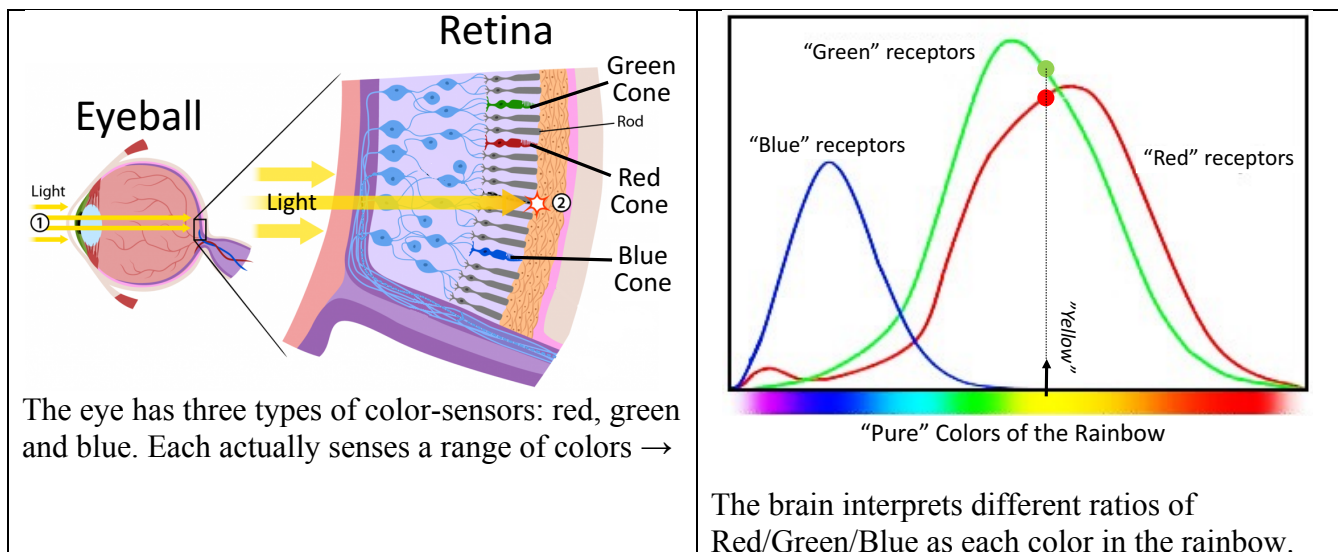 Retina
Green
Cone
Rod
Red
Cone
Blue
Cone
Eyeball
Light
①
Light
②
The eye has three types of color-sensors: red, green
and blue. Each actually senses a range of colors →
“Green” receptors
“Blue” receptors
“Red” receptors
“Yellow”
“Pure” Colors of the Rainbow
The brain interprets different ratios of
Red/Green/Blue as each color in the rainbow.